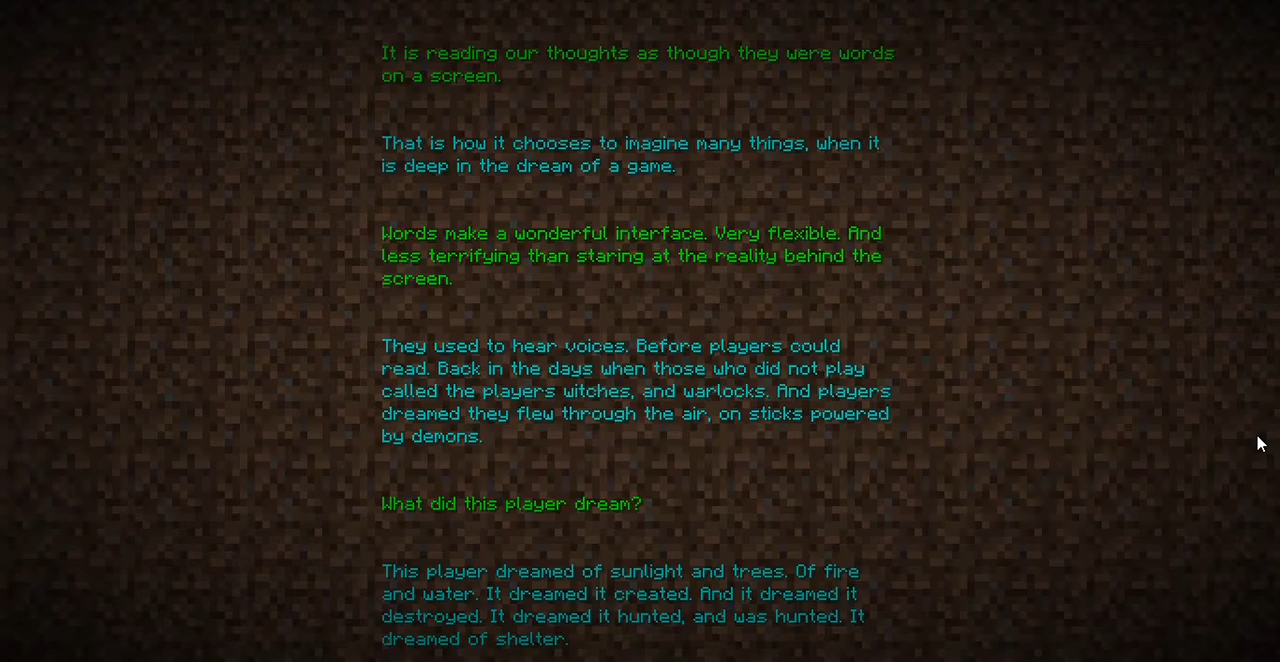 It is reading our thoughts as though they were words
on a screen.
That is how it chooses to imagine many things, when it
is deep in the dream of a game.
Words make a wonderful interface. Very flexible. And
less terrifying than staring at the reality behind the
screen.
They used to hear voices. Before players could
read. Back in the days when those who did not play
called the players witches, and warlocks. And players
dreamed they flew through the air, on sticks powered
by demons.
What did this player dream?
This player dreamed of sunlight and trees. Of fire
and water. It dreamed it created. And it dreamed it
destroyed. It dreamed it hunted, and was hunted. It
dreamed of shelter.